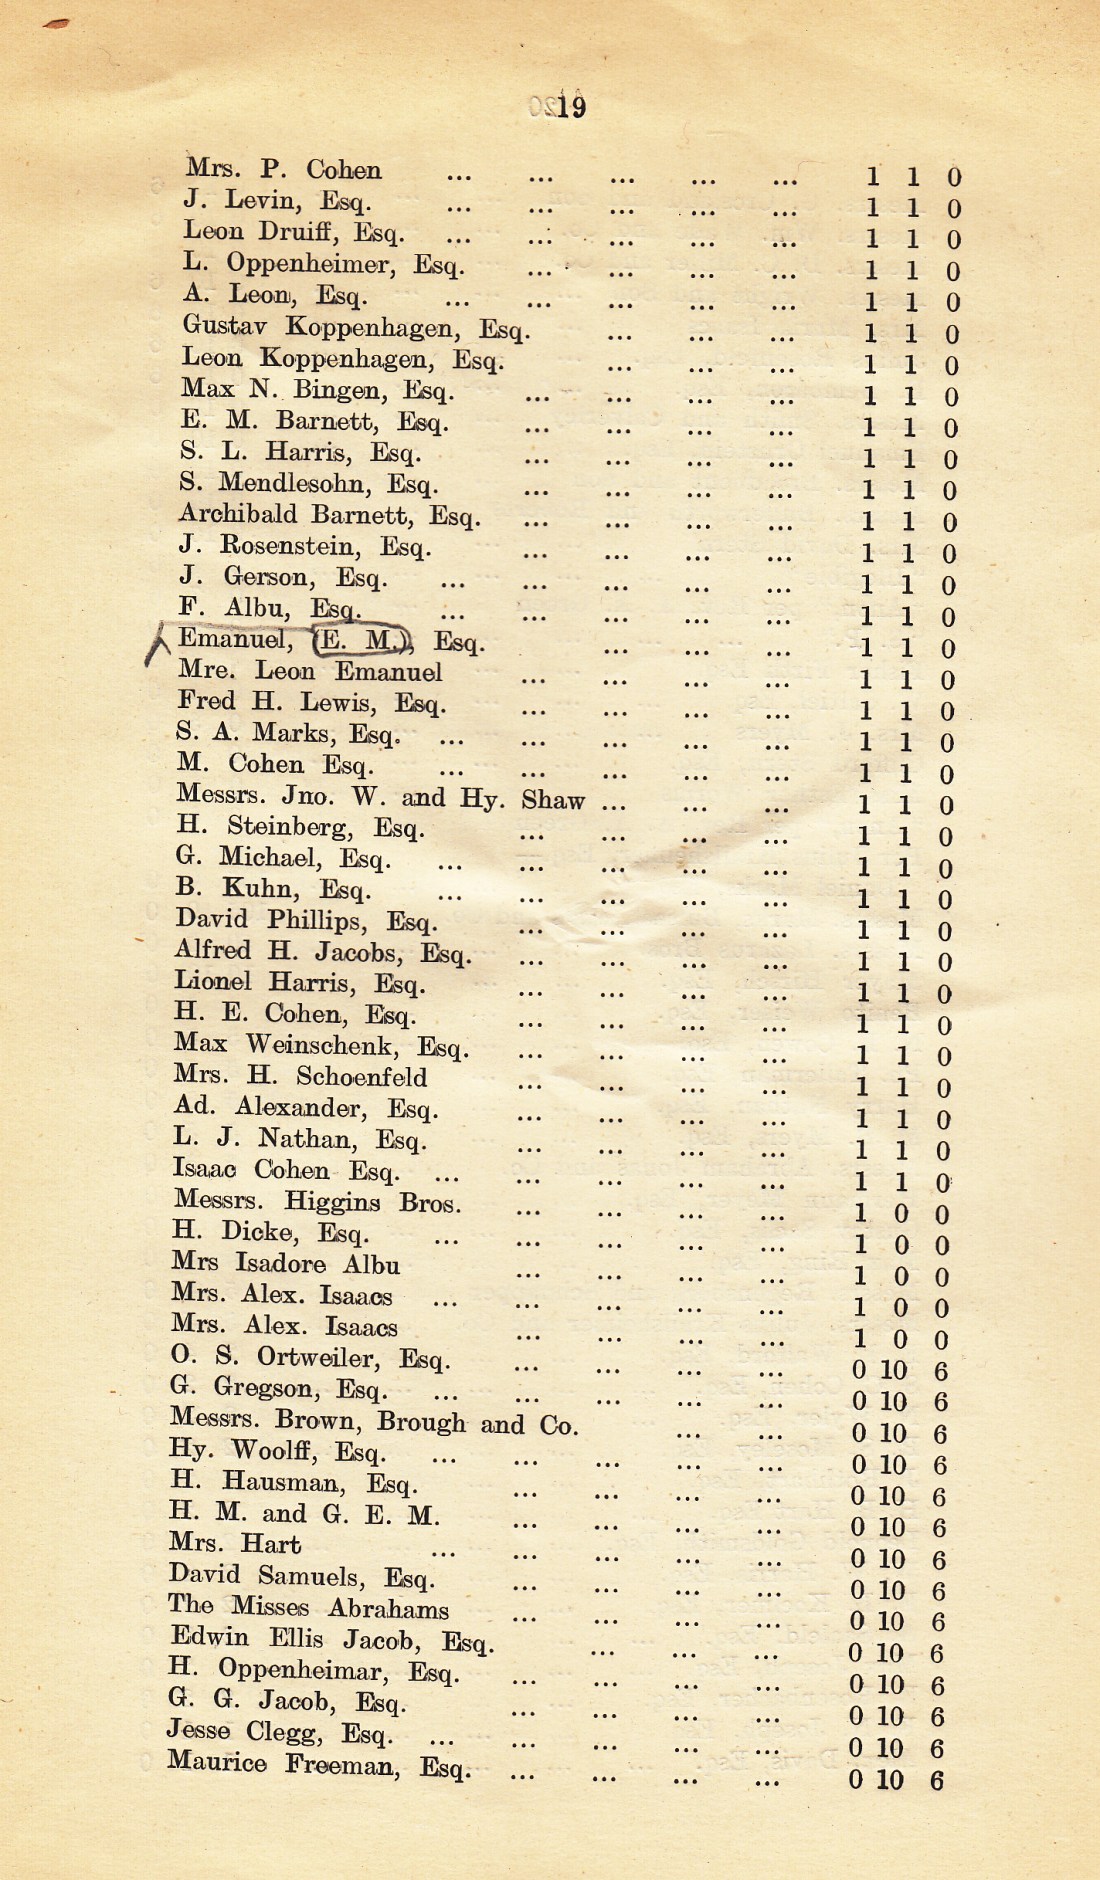 19
Mrs. P. Cohen ... ... ... ... ... 1 1 0
J. Levin, Esq. ... ... ... ... ... 1 1 0
Leon Druiff, Esq. ... ... ... ... ... 1 1 0
L. Oppenheimer, Esq. ... ... ... ... 1 1 0
A. Leon, Esq. ... ... ... ... ... 1 1 0
Gustav Koppenhagen, Esq. ... ... ... 1 1 0
Leon Koppenhagen, Esq. ... ... ... 1 1 0
Max N. Bingen, Esq. ... ... ... ... 1 1 0
E. M. Barnett, Esq. ... ... ... ... 1 1 0
S. L. Harris, Esq. ... ... ... ... 1 1 0
S. Mendlesohn, Esq. ... ... ... ... 1 1 0
Archibald Barnett, Esq. ... ... ... ... 1 1 0
J. Rosenstein, Esq. ... ... ... ... 1 1 0
J. Gerson, Esq. ... ... ... ... ... 1 1 0
F. Albu, Esq. ... ... ... ... ... 1 1 0
Emanuel, (E. M.), Esq. ... ... ... 1 1 0
Mre. Leon Emanuel ... ... ... ... 1 1 0
Fred H. Lewis, Esq. ... ... ... ... 1 1 0
S. A. Marks, Esq. ... ... ... ... ... 1 1 0
M. Cohen Esq. ... ... ... ... ... 1 1 0
Messrs. Jno. W. and Hy. Shaw ... ... ... 1 1 0
H. Steinberg, Esq. ... ... ... ... 1 1 0
G. Michael, Esq. ... ... ... ... ... 1 1 0
B. Kuhn, Esq. ... ... ... ... ... 1 1 0
David Phillips, Esq. ... ... ... ... 1 1 0
Alfred H. Jacobs, Esq. ... ... ... ... 1 1 0
Lionel Harris, Esq. ... ... ... ... 1 1 0
H. E. Cohen, Esq. ... ... ... ... 1 1 0
Max Weinschenk, Esq. ... ... ... ... 1 1 0
Mrs. H. Schoenfeld ... ... ... ... 1 1 0
Ad. Alexander, Esq. ... ... ... ... 1 1 0
L. J. Nathan, Esq. ... ... ... ... 1 1 0
Isaac Cohen Esq. ... ... ... ... ... 1 1 0
Messrs. Higgins Bros. ... ... ... ... 1 0 0
H. Dicke, Esq. ... ... ... ... ... 1 0 0
Mrs Isadore Albu ... ... ... ... 1 0 0
Mrs. Alex. Isaacs ... ... ... ... ... 1 0 0
Mrs. Alex. Isaacs ... ... ... ... 1 0 0
O. S. Ortweiler, Esq. ... ... ... ... 0 10 6
G. Gregson, Esq. ... ... ... ... ... 0 10 6
Messrs. Brown, Brough and Co. ... ... 0 10 6
Hy. Woolff, Esq. ... ... ... ... ... 0 10 6
H. Hausman, Esq. ... ... ... ... 0 10 6
H. M. and G. E. M. ... ... ... ... 0 10 6
Mrs. Hart ... ... ... ... ... 0 10 6
David Samuels, Esq. ... ... ... ... 0 10 6
The Misses Abrahams ... ... ... ... 0 10 6
Edwin Ellis Jacob, Esq. ... ... ... 0 10 6
H. Oppenheimar, Esq. ... ... ... ... 0 10 6
G. G. Jacob, Esq. ... ... ... ... 0 10 6
Jesse Clegg, Esq. ... ... ... ... ... 0 10 6
Maurice Freeman, Esq. ... ... ... ... 0 10 6